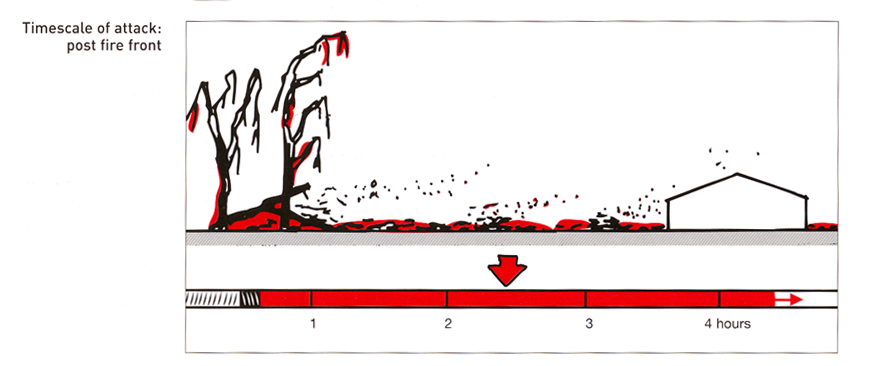 Timescale of attack:
post fire front
1
2
3
4 hours